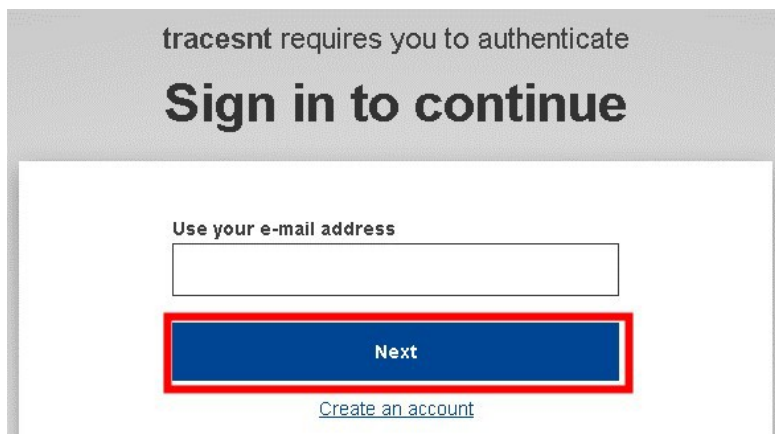 tracesnt requires you to authenticate
Sign in to continue
Use your e-mail address
Next
Create an account